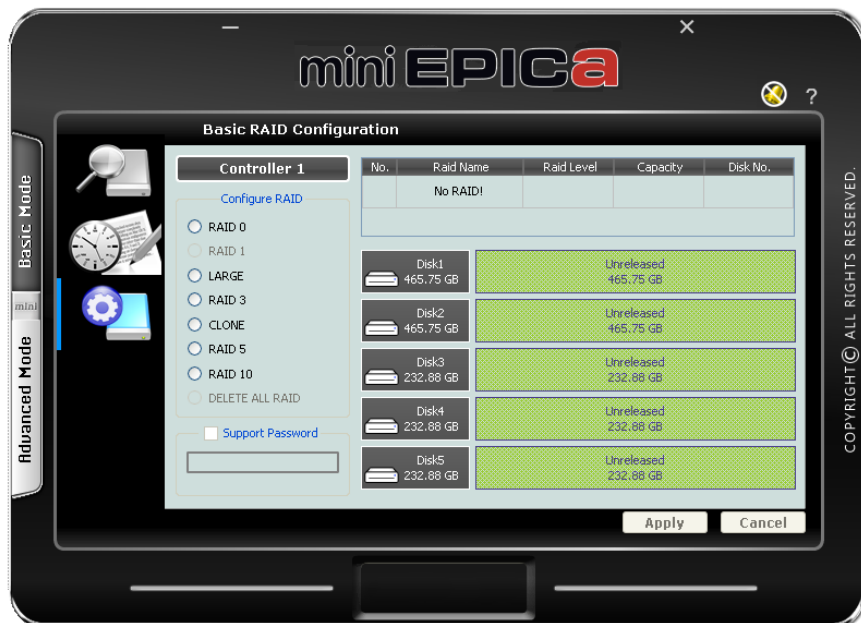 mini EPICa
?
Basic RAID Configuration
Basic Mode
mini
Advanced Mode
Controller 1
Configure RAID
RAID 0
RAID 1
LARGE
RAID 3
CLONE
RAID 5
RAID 10
DELETE ALL RAID
Support Password
No. Raid Name Raid Level Capacity Disk No.
No RAID!
Disk1 Unreleased
465.75 GB 465.75 GB
Disk2 Unreleased
465.75 GB 465.75 GB
Disk3 Unreleased
232.88 GB 232.88 GB
Disk4 Unreleased
232.88 GB 232.88 GB
Disk5 Unreleased
232.88 GB 232.88 GB
Apply Cancel
COPYRIGHT© ALL RIGHTS RESERVED.